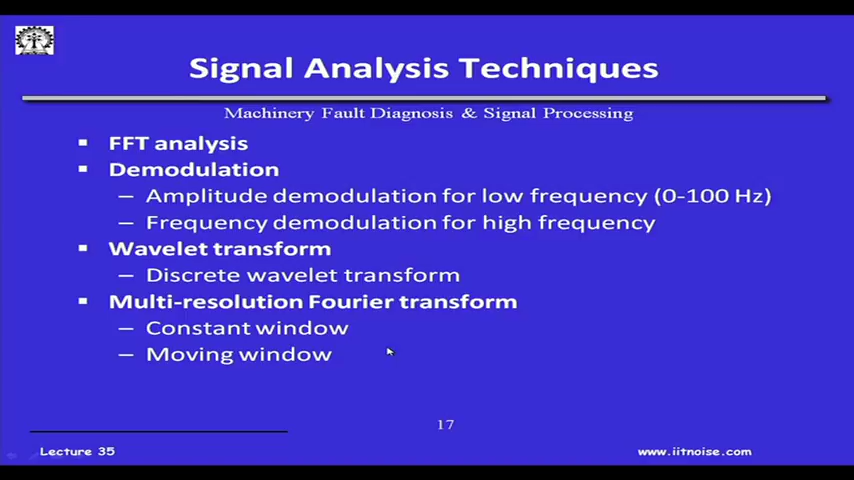 Signal Analysis Techniques
Machinery Fault Diagnosis & Signal Processing
▪ FFT analysis
▪ Demodulation
– Amplitude demodulation for low frequency (0-100 Hz)
– Frequency demodulation for high frequency
▪ Wavelet transform
– Discrete wavelet transform
▪ Multi-resolution Fourier transform
– Constant window
– Moving window
17
Lecture 35
www.iitnoise.com